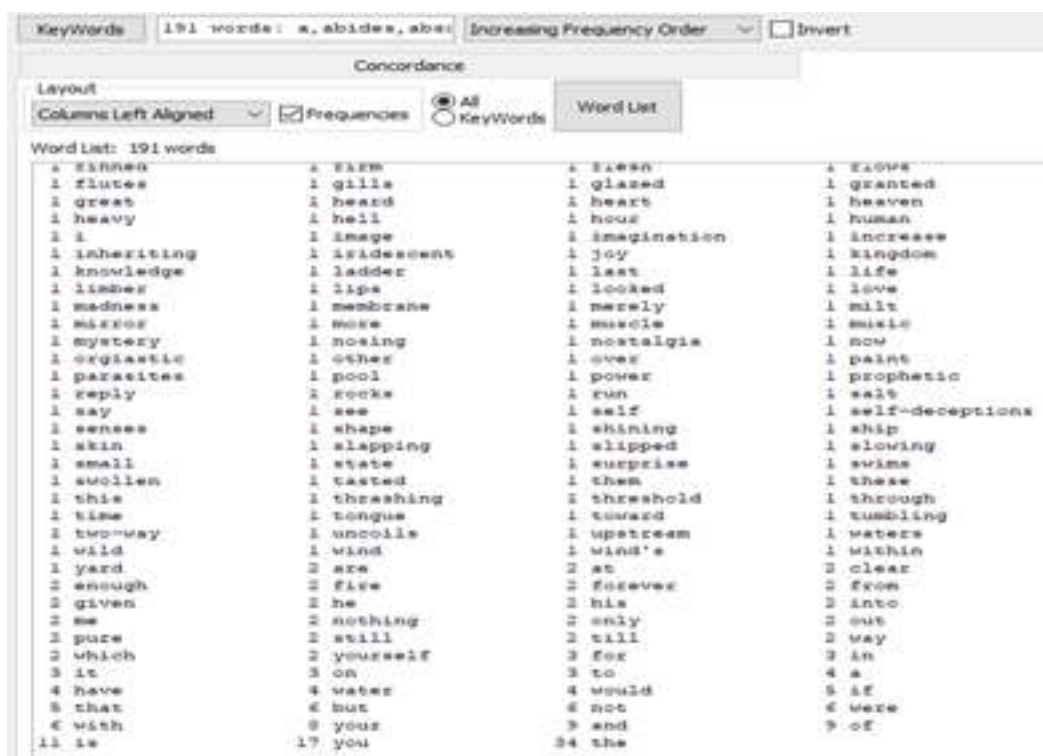 KeyWords 191 words: a,abides,abs Increasing Frequency Order Invert
Concordance
Layout
Columns Left Aligned Frequencies All KeyWords Word List
Word List: 191 words
1 finned 1 firm 1 flesh 1 flows
1 flutes 1 gills 1 glazed 1 granted
1 great 1 heard 1 heart 1 heaven
1 heavy 1 hell 1 hour 1 human
1 i 1 image 1 imagination 1 increase
1 inheriting 1 iridescent 1 joy 1 kingdom
1 knowledge 1 ladder 1 last 1 life
1 limber 1 lips 1 looked 1 love
1 madness 1 membrane 1 merely 1 milt
1 mirror 1 more 1 muscle 1 music
1 mystery 1 nosing 1 nostalgia 1 now
1 orgiastic 1 other 1 over 1 paint
1 parasites 1 pool 1 power 1 prophetic
1 reply 1 rocks 1 run 1 salt
1 say 1 see 1 self 1 self-deceptions
1 senses 1 shape 1 shining 1 ship
1 skin 1 slapping 1 slipped 1 slowing
1 small 1 state 1 surprise 1 swims
1 swollen 1 tasted 1 them 1 these
1 this 1 thrashing 1 threshold 1 through
1 time 1 tongue 1 toward 1 tumbling
1 two-way 1 uncoils 1 upstream 1 waters
1 wild 1 wind 1 wind's 1 within
1 yard 2 are 2 at 2 clear
2 enough 2 fire 2 forever 2 from
2 given 2 he 2 his 2 into
2 me 2 nothing 2 only 2 out
2 pure 2 still 2 till 2 way
2 which 2 yourself 3 for 3 in
3 it 3 on 3 to 4 a
4 have 4 water 4 would 5 if
5 that 6 but 6 not 6 were
6 with 8 your 9 and 9 of
11 is 17 you 34 the